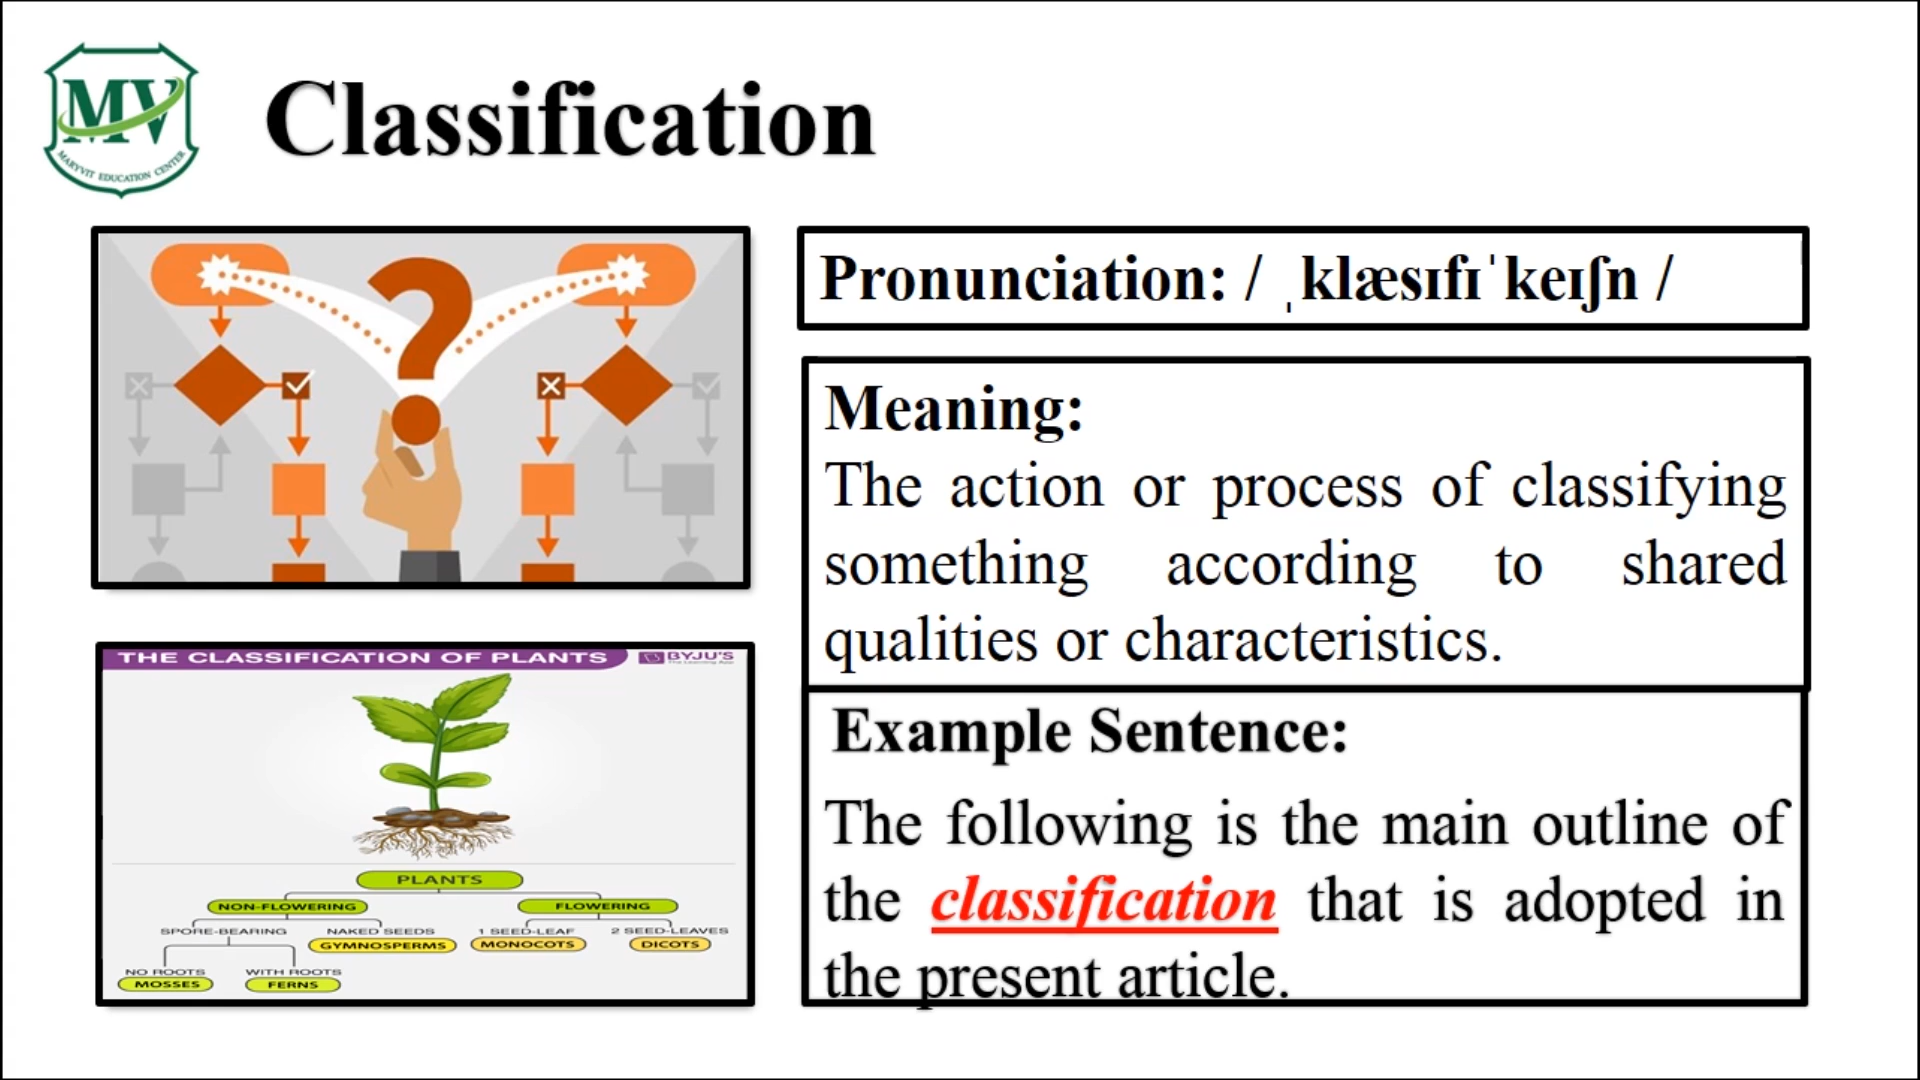 MV
MARYVIT EDUCATION CENTER
Classification
Pronunciation: / ˌklæsɪfɪˈkeɪʃn /
Meaning:
The action or process of classifying
something according to shared
qualities or characteristics.
Example Sentence:
The following is the main outline of
the classification that is adopted in
the present article.
THE CLASSIFICATION OF PLANTS
BYJU'S
The Learning App
PLANTS
NON-FLOWERING
FLOWERING
SPORE-BEARING
NAKED SEEDS
1 SEED-LEAF
2 SEED-LEAVES
GYMNOSPERMS
MONOCOTS
DICOTS
NO ROOTS
WITH ROOTS
MOSSES
FERNS